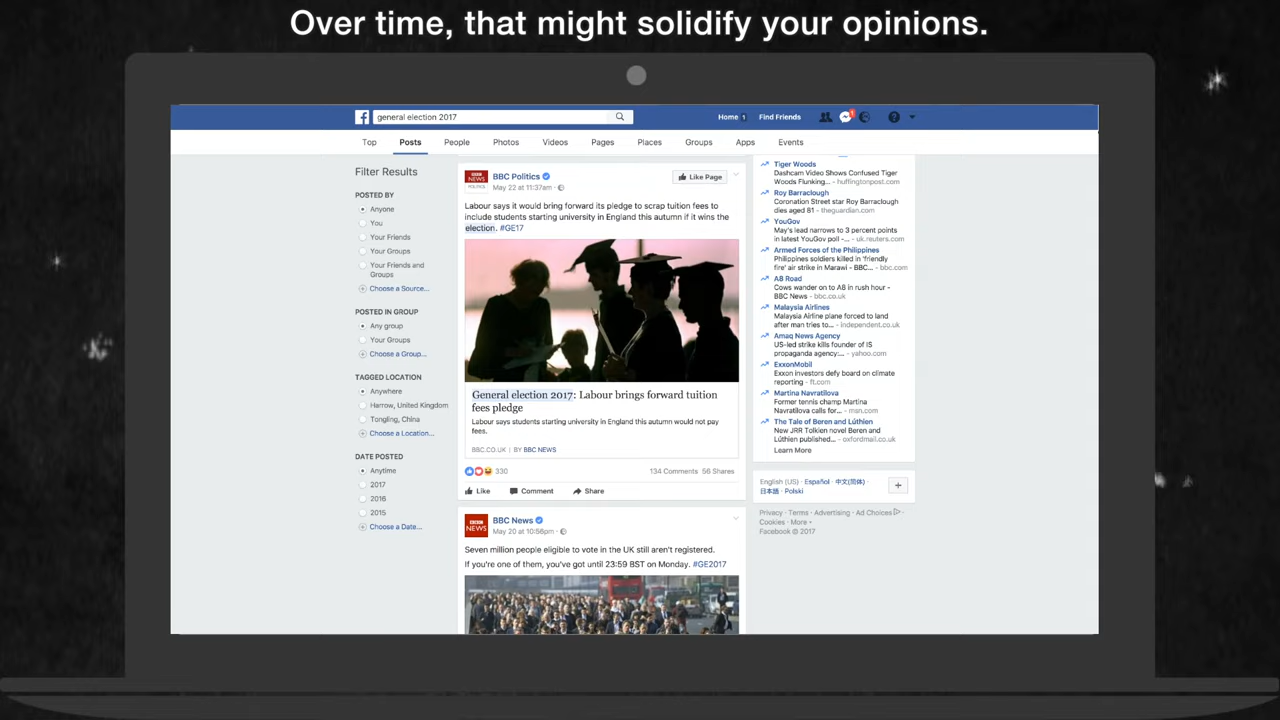 Over time, that might solidify your opinions.
general election 2017
Home 1
Find Friends
Top
Posts
People
Photos
Videos
Pages
Places
Groups
Apps
Events
Filter Results
POSTED BY
Anyone
You
Your Friends
Your Groups
Your Friends and
Groups
Choose a Source...
POSTED IN GROUP
Any group
Your Groups
Choose a Group...
TAGGED LOCATION
Anywhere
Harrow, United Kingdom
Tongling, China
Choose a Location...
DATE POSTED
Anytime
2017
2016
2015
Choose a Date...
BBC
NEWS
POLITICS
BBC Politics
May 22 at 11:37am ·
Like Page
Labour says it would bring forward its pledge to scrap tuition fees to
include students starting university in England this autumn if it wins the
election. #GE17
General election 2017: Labour brings forward tuition
fees pledge
Labour says students starting university in England this autumn would not pay
fees.
BBC.CO.UK | BY BBC NEWS
330
134 Comments 56 Shares
Like
Comment
Share
BBC
NEWS
BBC News
May 20 at 10:56pm ·
Seven million people eligible to vote in the UK still aren't registered.
If you're one of them, you've got until 23:59 BST on Monday. #GE2017
Tiger Woods
Dashcam Video Shows Confused Tiger
Woods Flunking... - huffingtonpost.com
Roy Barraclough
Coronation Street star Roy Barraclough
dies aged 81 - theguardian.com
YouGov
May's lead narrows to 3 percent points
in latest YouGov poll -... - uk.reuters.com
Armed Forces of the Philippines
Philippines soldiers killed in 'friendly
fire' air strike in Marawi - BBC... - bbc.com
A8 Road
Cows wander on to A8 in rush hour -
BBC News - bbc.co.uk
Malaysia Airlines
Malaysia Airline plane forced to land
after man tries to... - independent.co.uk
Amaq News Agency
US-led strike kills founder of IS
propaganda agency:... - yahoo.com
ExxonMobil
Exxon investors defy board on climate
reporting - ft.com
Martina Navratilova
Former tennis champ Martina
Navratilova calls for... - msn.com
The Tale of Beren and Lúthien
New JRR Tolkien novel Beren and
Lúthien published... - oxfordmail.co.uk
Learn More
English (US) · Español · 中文(简体) ·
日本語 · Polski
Privacy · Terms · Advertising · Ad Choices ·
Cookies · More
Facebook © 2017